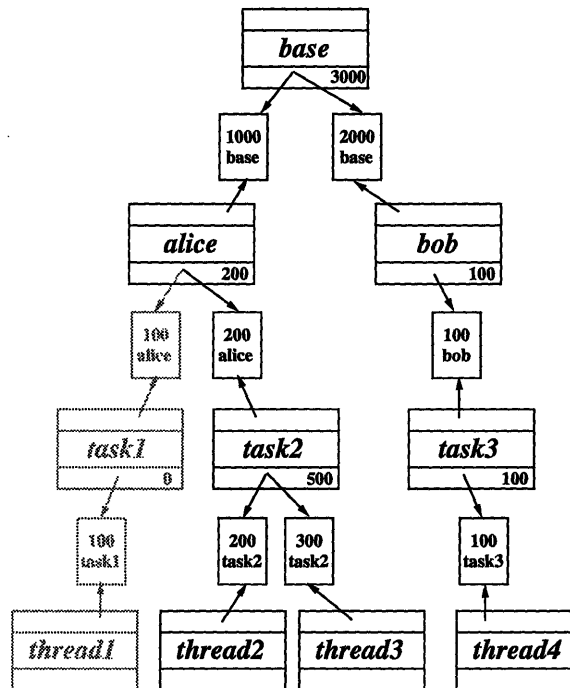 base
3000
1000
base
2000
base
alice
200
bob
100
100
alice
200
alice
100
bob
task1
0
task2
500
task3
100
100
task1
200
task2
300
task2
100
task3
thread1
thread2
thread3
thread4